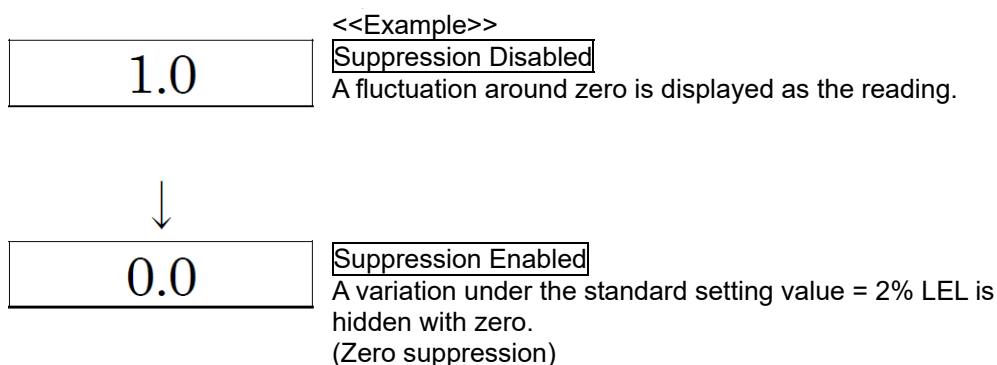 <<Example>>
1.0
Suppression Disabled
A fluctuation around zero is displayed as the reading.
↓
0.0
Suppression Enabled
A variation under the standard setting value = 2% LEL is
hidden with zero.
(Zero suppression)